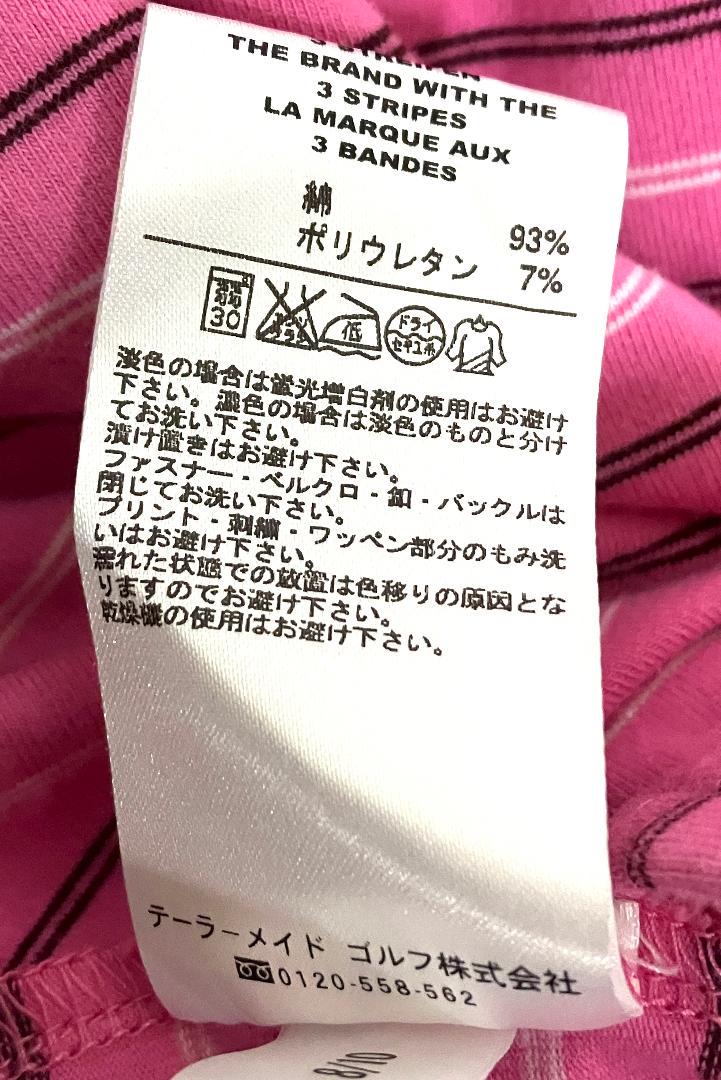 THE BRAND WITH THE
3 STRIPES
LA MARQUE AUX
3 BANDES
綿 93%
ポリウレタン 7%
30
低
ドライ
セキユ系
淡色の場合は蛍光増白剤の使用はお避け
下さい。濃色の場合は淡色のものと分け
てお洗い下さい。
漬け置きはお避け下さい。
ファスナー・ベルクロ・釦・バックルは
閉じてお洗い下さい。
プリント・刺繍・ワッペン部分のもみ洗
いはお避け下さい。
濡れた状態での放置は色移りの原因とな
りますのでお避け下さい。
乾燥機の使用はお避け下さい。
テーラーメイド ゴルフ株式会社
0120-558-562